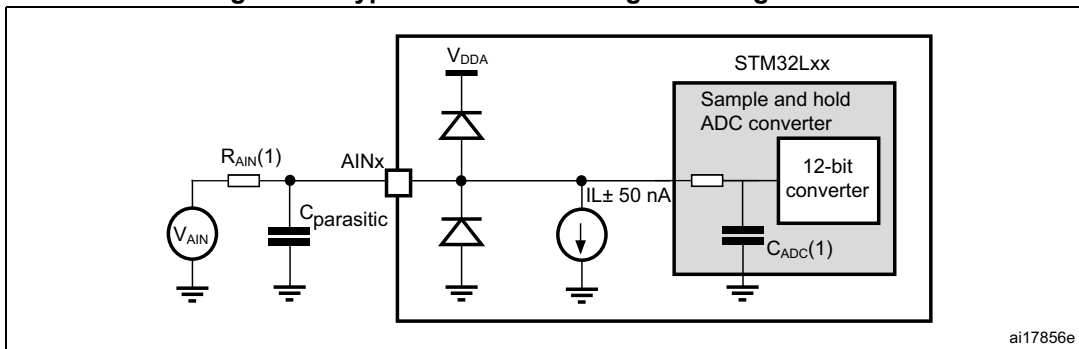 V_DDA
STM32Lxx
Sample and hold
ADC converter
R_AIN(1)
AINx
12-bit
converter
IL± 50 nA
C_parasitic
V_AIN
C_ADC(1)
ai17856e